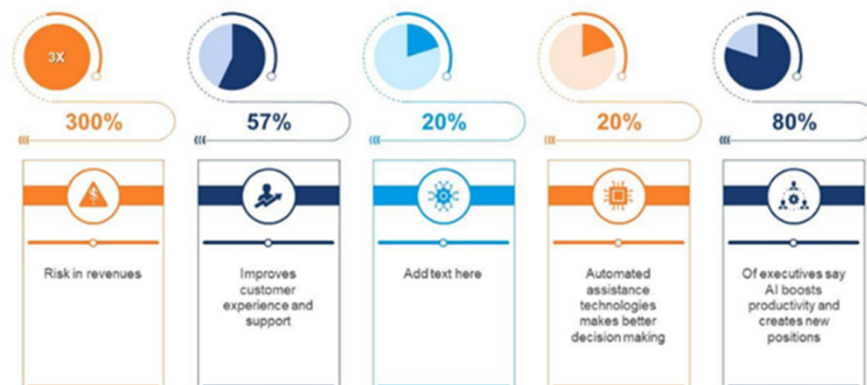 3X
300%
57%
20%
20%
80%
Risk in revenues
Improves
customer
experience and
support
Add text here
Automated
assistance
technologies
makes better
decision making
Of executives say
AI boosts
productivity and
creates new
positions